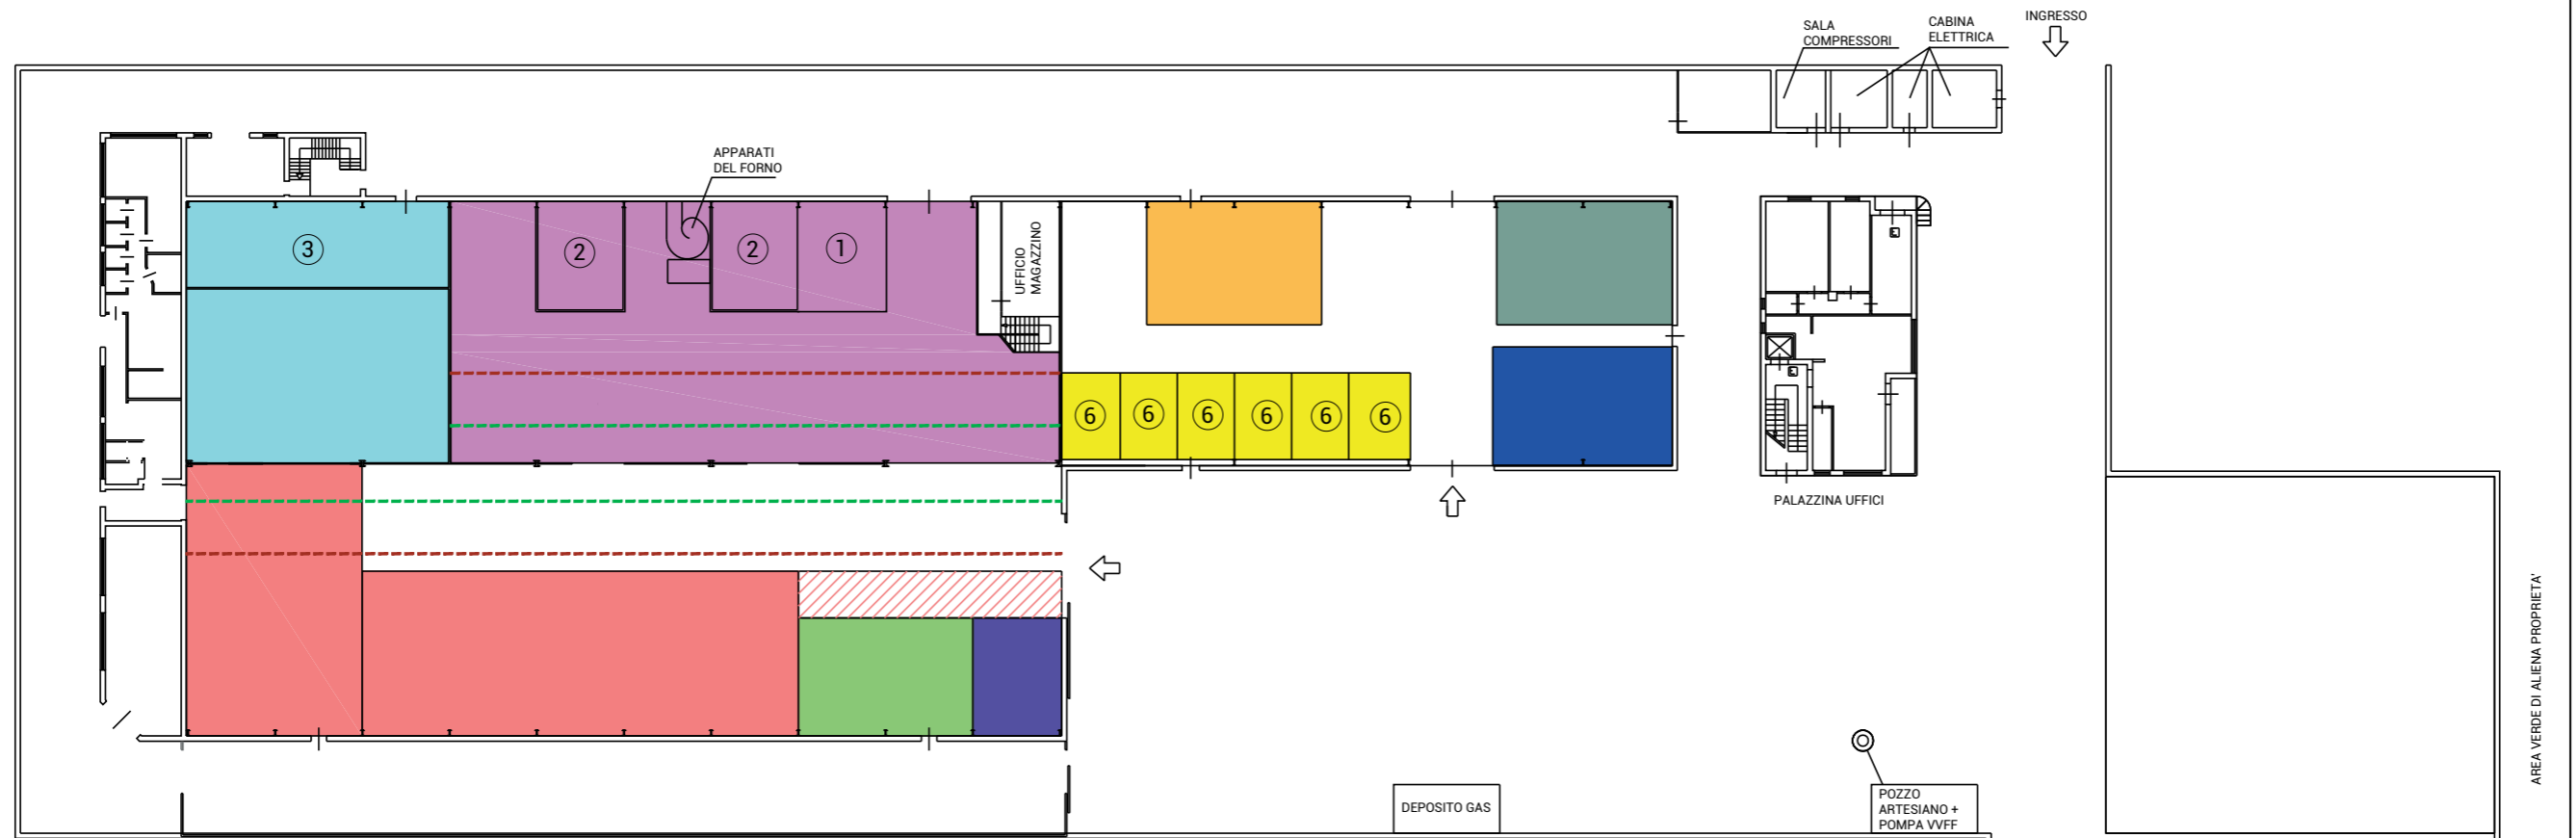 INGRESSO
SALA
COMPRESSORI
CABINA
ELETTRICA
APPARATI
DEL FORNO
3
2
2
1
UFFICIO
MAGAZZINO
6
6
6
6
6
6
PALAZZINA UFFICI
AREA VERDE DI ALIENA PROPRIETA'
DEPOSITO GAS
POZZO
ARTESIANO +
POMPA VVFF